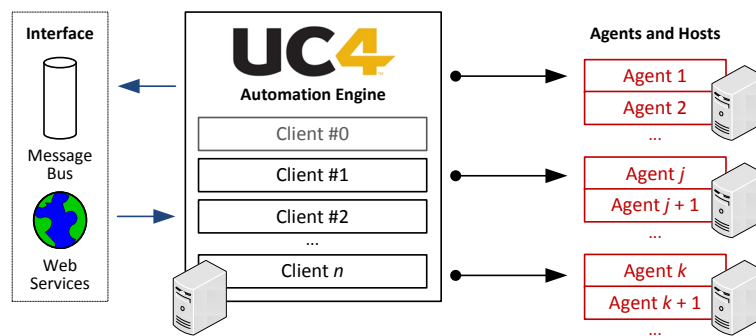 Interface
Message
Bus
Web
Services
UC4
Automation Engine
Client #0
Client #1
Client #2
...
Client n
Agents and Hosts
Agent 1
Agent 2
...
Agent j
Agent j + 1
...
Agent k
Agent k + 1
...